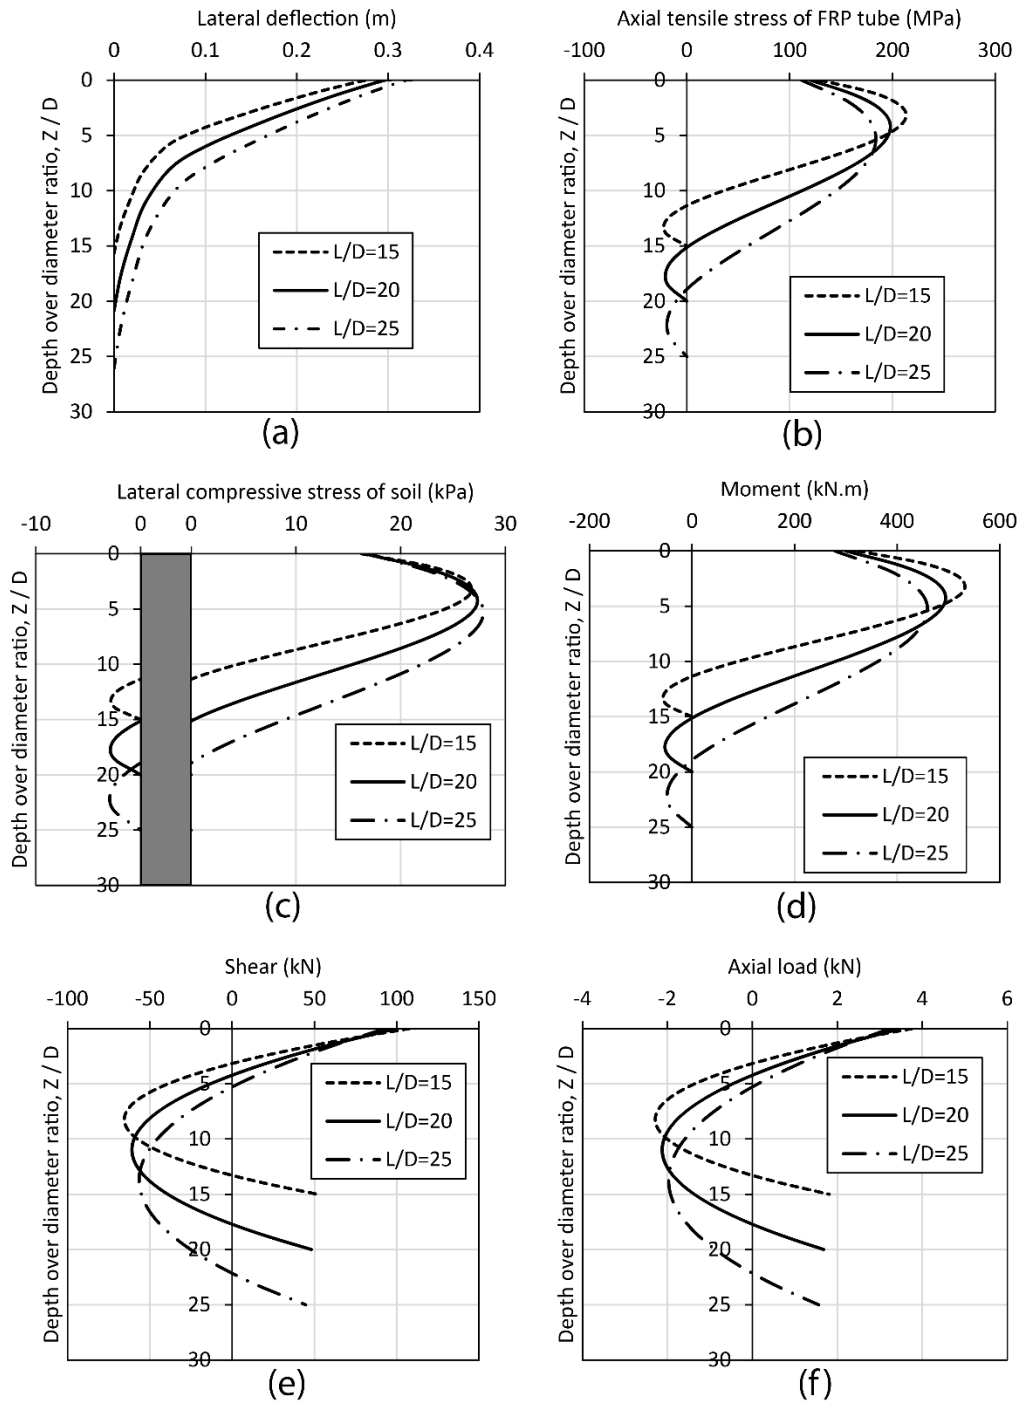 Lateral deflection (m)
0 0.1 0.2 0.3 0.4
Depth over diameter ratio, Z / D
0
5
10
15
20
25
30
L/D=15
L/D=20
L/D=25
(a)
Axial tensile stress of FRP tube (MPa)
-100 0 100 200 300
Depth over diameter ratio, Z / D
0
5
10
15
20
25
30
L/D=15
L/D=20
L/D=25
(b)
Lateral compressive stress of soil (kPa)
-10 0 0 10 20 30
Depth over diameter ratio, Z / D
0
5
10
15
20
25
30
L/D=15
L/D=20
L/D=25
(c)
Moment (kN.m)
-200 0 200 400 600
Depth over diameter ratio, Z / D
0
5
10
15
20
25
30
L/D=15
L/D=20
L/D=25
(d)
Shear (kN)
-100 -50 0 50 100 150
Depth over diameter ratio, Z / D
0
5
10
15
20
25
30
L/D=15
L/D=20
L/D=25
(e)
Axial load (kN)
-4 -2 0 2 4 6
Depth over diameter ratio, Z / D
0
5
10
15
20
25
30
L/D=15
L/D=20
L/D=25
(f)